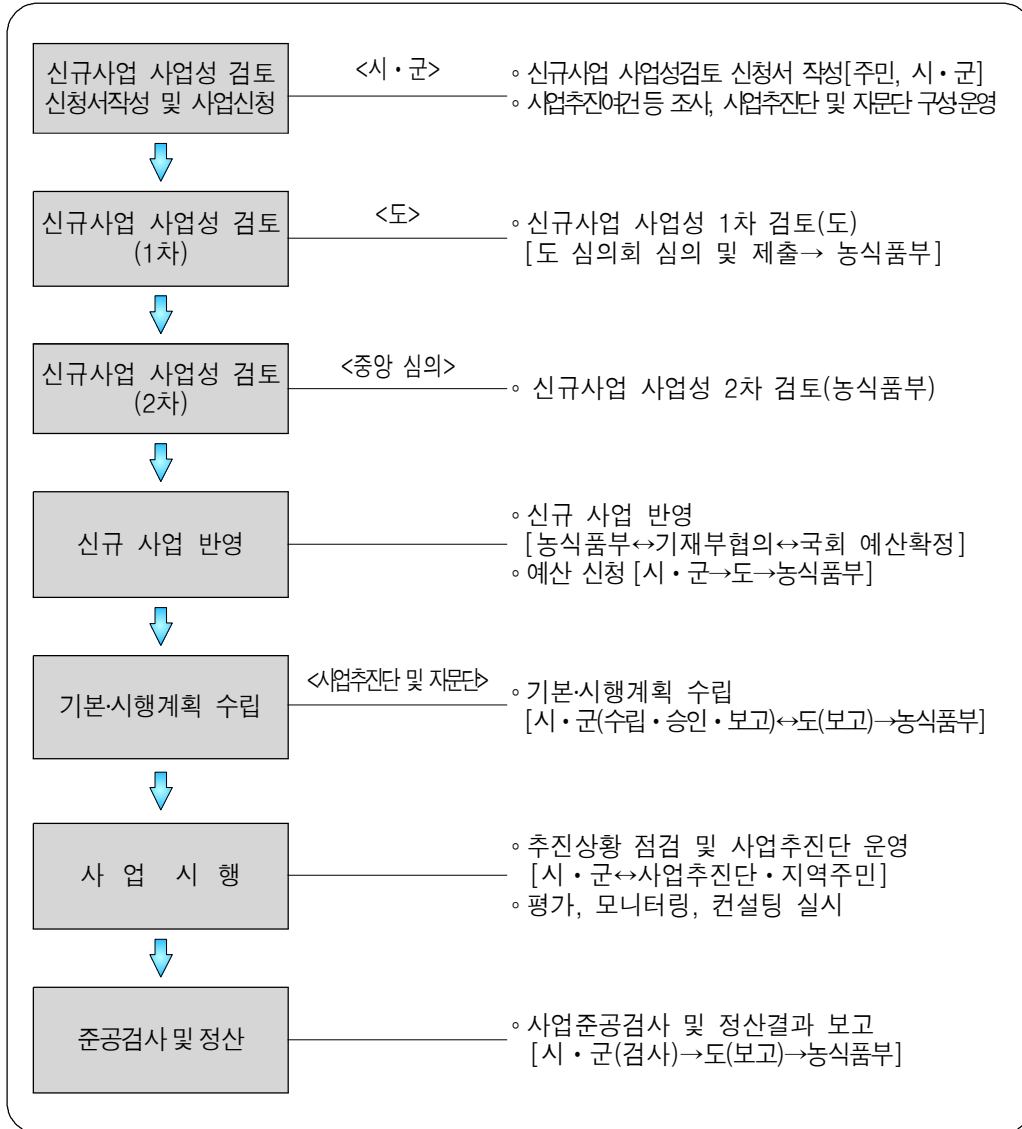 신규사업 사업성 검토
신청서작성 및 사업신청
<시・군>
◦ 신규사업 사업성검토 신청서 작성[주민, 시・군]
◦ 사업추진여건 등 조사, 사업추진단 및 자문단 구성·운영
신규사업 사업성 검토
(1차)
<도>
◦ 신규사업 사업성 1차 검토(도)
[도 심의회 심의 및 제출→ 농식품부]
신규사업 사업성 검토
(2차)
<중앙 심의>
◦ 신규사업 사업성 2차 검토(농식품부)
신규 사업 반영
◦ 신규 사업 반영
[농식품부↔기재부협의↔국회 예산확정]
◦ 예산 신청 [시・군→도→농식품부]
기본·시행계획 수립
<사업추진단 및 자문단>
◦ 기본·시행계획 수립
[시・군(수립・승인・보고)↔도(보고)→농식품부]
사 업 시 행
◦ 추진상황 점검 및 사업추진단 운영
[시・군↔사업추진단・지역주민]
◦ 평가, 모니터링, 컨설팅 실시
준공검사 및 정산
◦ 사업준공검사 및 정산결과 보고
[시・군(검사)→도(보고)→농식품부]